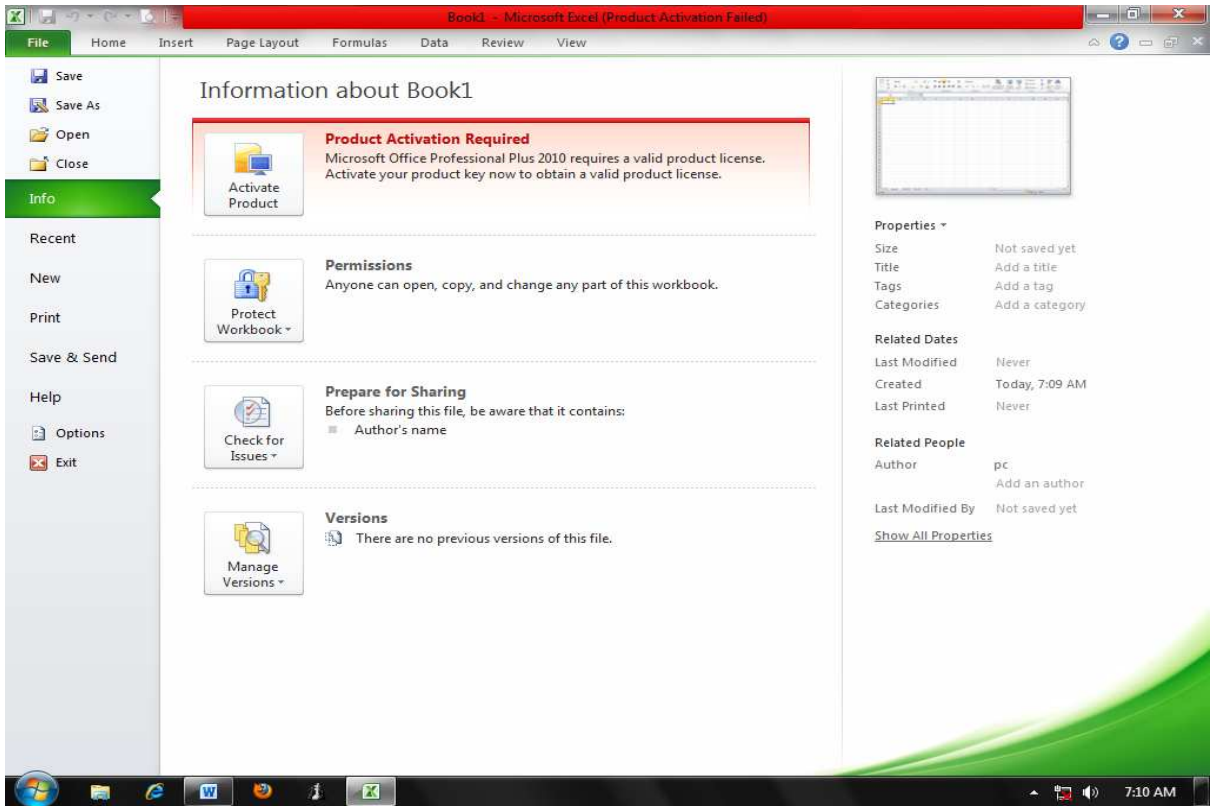 Book1 - Microsoft Excel (Product Activation Failed)
File Home Insert Page Layout Formulas Data Review View
Save
Save As
Open
Close
Info
Recent
New
Print
Save & Send
Help
Options
Exit
Information about Book1
Activate
Product
Product Activation Required
Microsoft Office Professional Plus 2010 requires a valid product license.
Activate your product key now to obtain a valid product license.
Protect
Workbook
Permissions
Anyone can open, copy, and change any part of this workbook.
Check for
Issues
Prepare for Sharing
Before sharing this file, be aware that it contains:
Author's name
Manage
Versions
Versions
There are no previous versions of this file.
Properties
Size Not saved yet
Title Add a title
Tags Add a tag
Categories Add a category
Related Dates
Last Modified Never
Created Today, 7:09 AM
Last Printed Never
Related People
Author pc
Add an author
Last Modified By Not saved yet
Show All Properties
7:10 AM